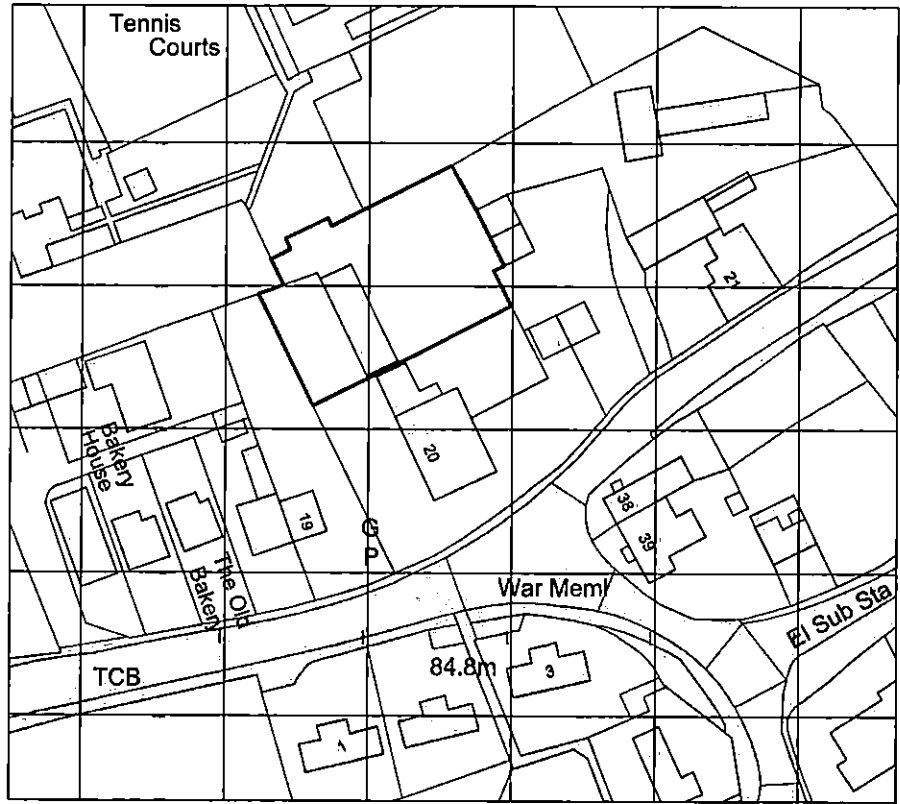 Tennis
Courts
21
Bakery
House
20
19
G
P
38
39
The Old
Bakery
War Meml
El Sub Sta
TCB
84.8m
3
1